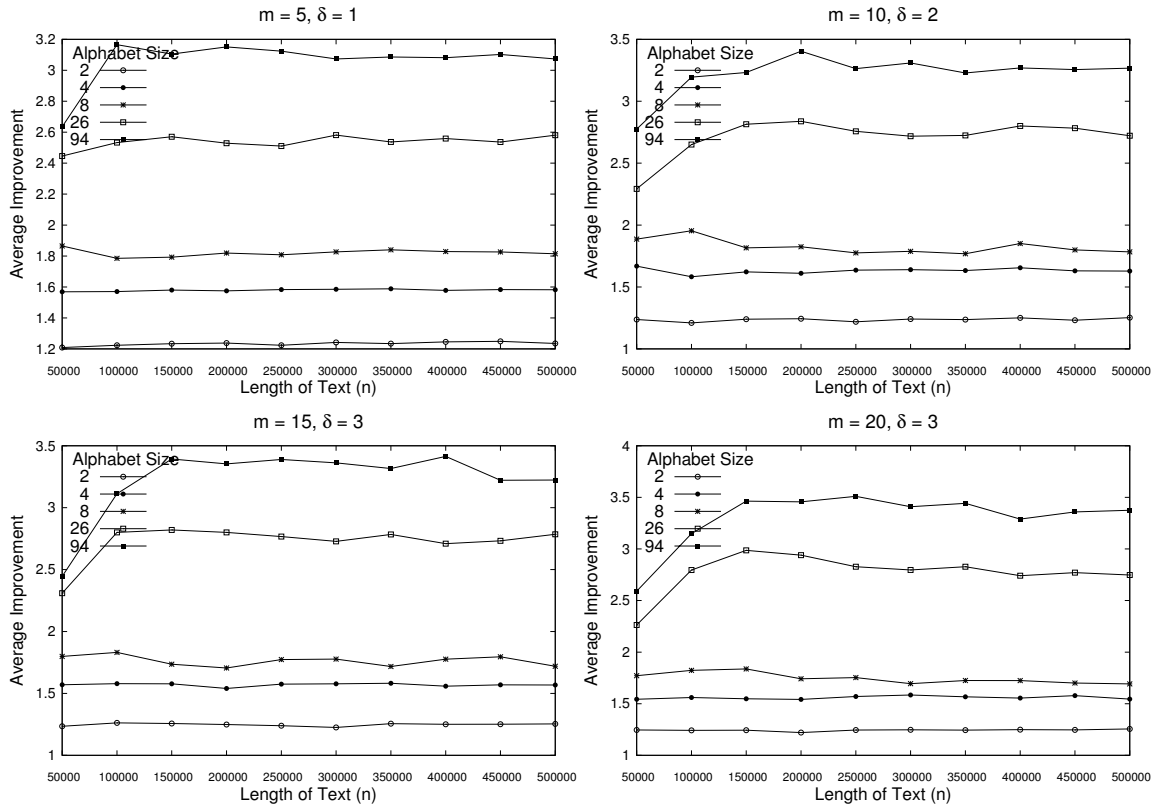 m = 5, δ = 1
Average Improvement
3.2
3
2.8
2.6
2.4
2.2
2
1.8
1.6
1.4
1.2
Alphabet Size
2
4
8
26
94
50000 100000 150000 200000 250000 300000 350000 400000 450000 500000
Length of Text (n)
m = 10, δ = 2
Average Improvement
3.5
3
2.5
2
1.5
1
Alphabet Size
2
4
8
26
94
50000 100000 150000 200000 250000 300000 350000 400000 450000 500000
Length of Text (n)
m = 15, δ = 3
Average Improvement
3.5
3
2.5
2
1.5
1
Alphabet Size
2
4
8
26
94
50000 100000 150000 200000 250000 300000 350000 400000 450000 500000
Length of Text (n)
m = 20, δ = 3
Average Improvement
4
3.5
3
2.5
2
1.5
1
Alphabet Size
2
4
8
26
94
50000 100000 150000 200000 250000 300000 350000 400000 450000 500000
Length of Text (n)